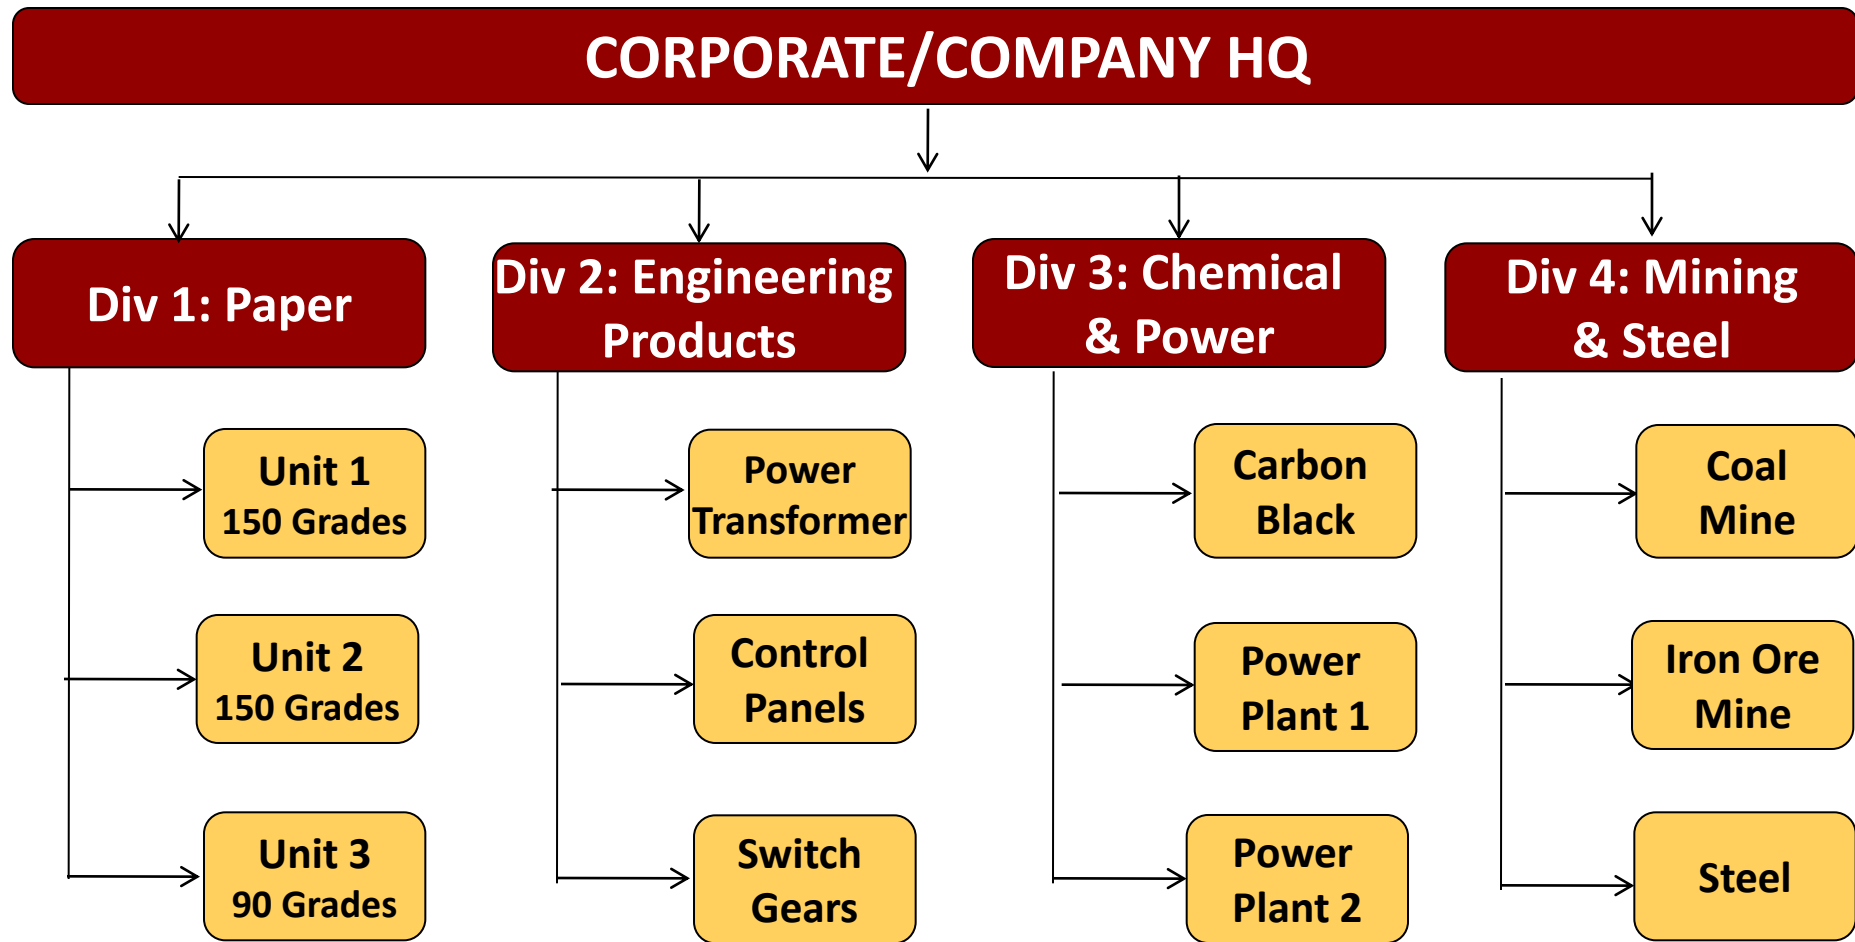 CORPORATE/COMPANY HQ
Div 1: Paper
Unit 1
150 Grades
Unit 2
150 Grades
Unit 3
90 Grades
Div 2: Engineering
Products
Power
Transformer
Control
Panels
Switch
Gears
Div 3: Chemical
& Power
Carbon
Black
Power
Plant 1
Power
Plant 2
Div 4: Mining
& Steel
Coal
Mine
Iron Ore
Mine
Steel